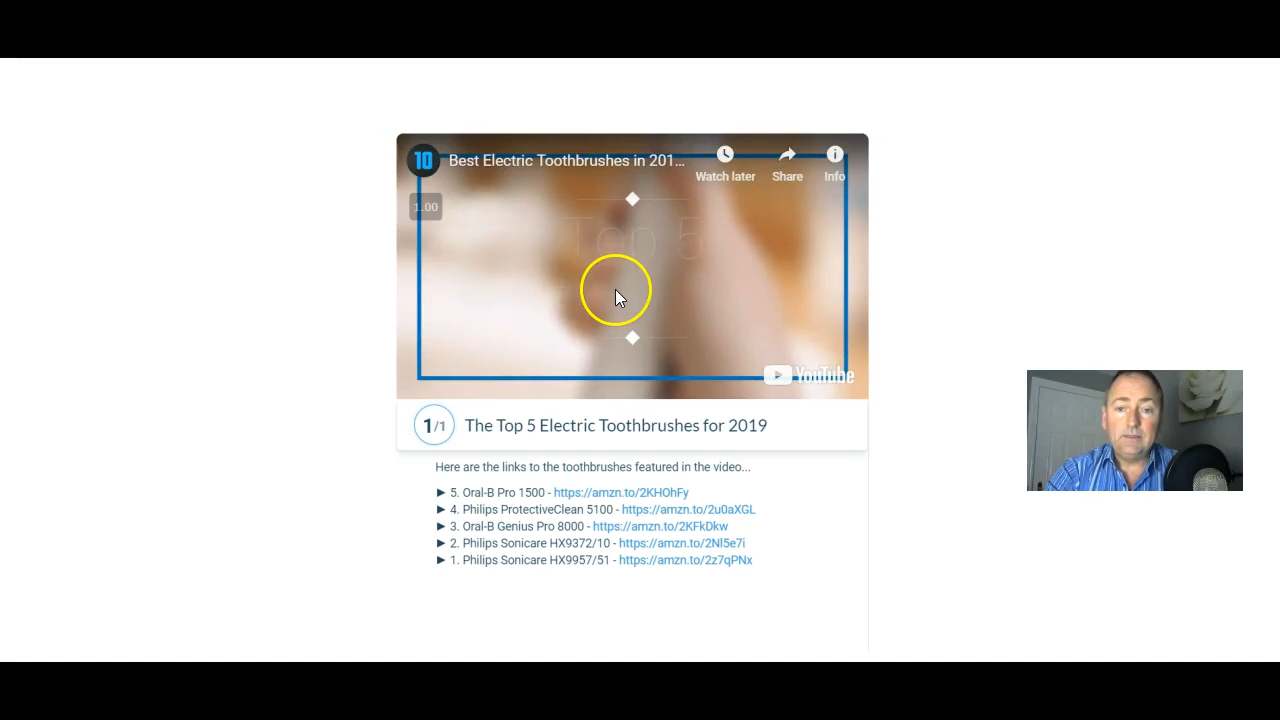 10 Best Electric Toothbrushes in 201...
Watch later Share Info
1.00
Top 5
YouTube
1/1 The Top 5 Electric Toothbrushes for 2019
Here are the links to the toothbrushes featured in the video...
► 5. Oral-B Pro 1500 - https://amzn.to/2KHOhFy
► 4. Philips ProtectiveClean 5100 - https://amzn.to/2u0aXGL
► 3. Oral-B Genius Pro 8000 - https://amzn.to/2KFkDkw
► 2. Philips Sonicare HX9372/10 - https://amzn.to/2Nl5e7i
► 1. Philips Sonicare HX9957/51 - https://amzn.to/2z7qPNx